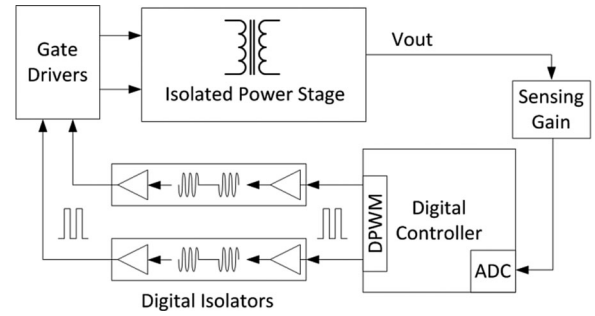 Gate
Drivers
Isolated Power Stage
Vout
Sensing
Gain
DPWM
Digital
Controller
ADC
Digital Isolators